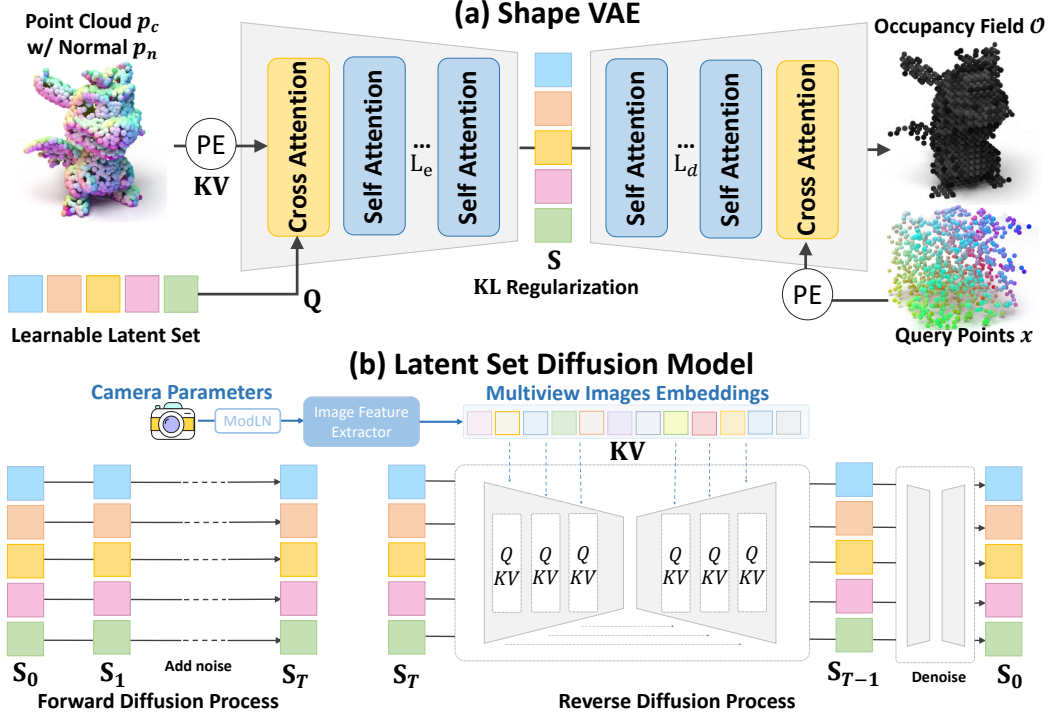 (a) Shape VAE
Point Cloud p_c
w/ Normal p_n
PE
KV
Cross Attention
Self Attention
...
L_e
Self Attention
Q
Learnable Latent Set
S
KL Regularization
Self Attention
...
L_d
Self Attention
Cross Attention
PE
Occupancy Field 𝒪
Query Points x
(b) Latent Set Diffusion Model
Camera Parameters
ModLN
Image Feature
Extractor
Multiview Images Embeddings
KV
Q
KV
Q
KV
Q
KV
Q
KV
Q
KV
Q
KV
S_0
S_1
Add noise
S_T
Forward Diffusion Process
S_T
Reverse Diffusion Process
S_{T-1}
Denoise
S_0